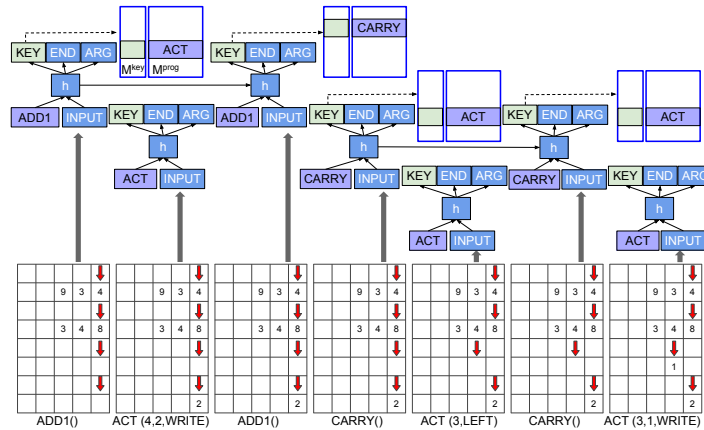 CARRY
KEY END ARG ACT KEY END ARG
M^key M^prog
h h
ACT ACT
ADD1 INPUT KEY END ARG ADD1 INPUT KEY END ARG KEY END ARG
h h h
ACT INPUT CARRY INPUT KEY END ARG CARRY INPUT KEY END ARG
h h
ACT INPUT ACT INPUT
9 3 4 9 3 4 9 3 4 9 3 4 9 3 4 9 3 4 9 3 4
3 4 8 3 4 8 3 4 8 3 4 8 3 4 8 3 4 8 3 4 8
1
2 2 2 2 2 2
ADD1() ACT (4,2,WRITE) ADD1() CARRY() ACT (3,LEFT) CARRY() ACT (3,1,WRITE)